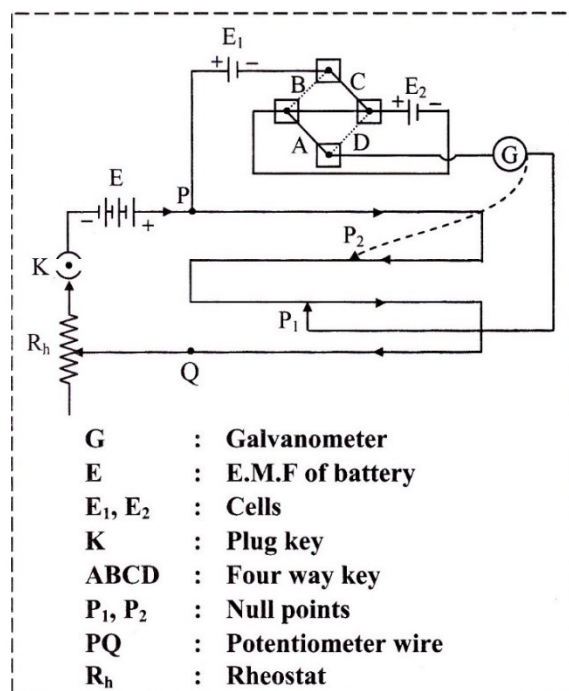 E₁
+ −
B C E₂
+ −
A D
G
E P
− +
P₂
K
P₁
Rₕ
Q
G : Galvanometer
E : E.M.F of battery
E₁, E₂ : Cells
K : Plug key
ABCD : Four way key
P₁, P₂ : Null points
PQ : Potentiometer wire
Rₕ : Rheostat